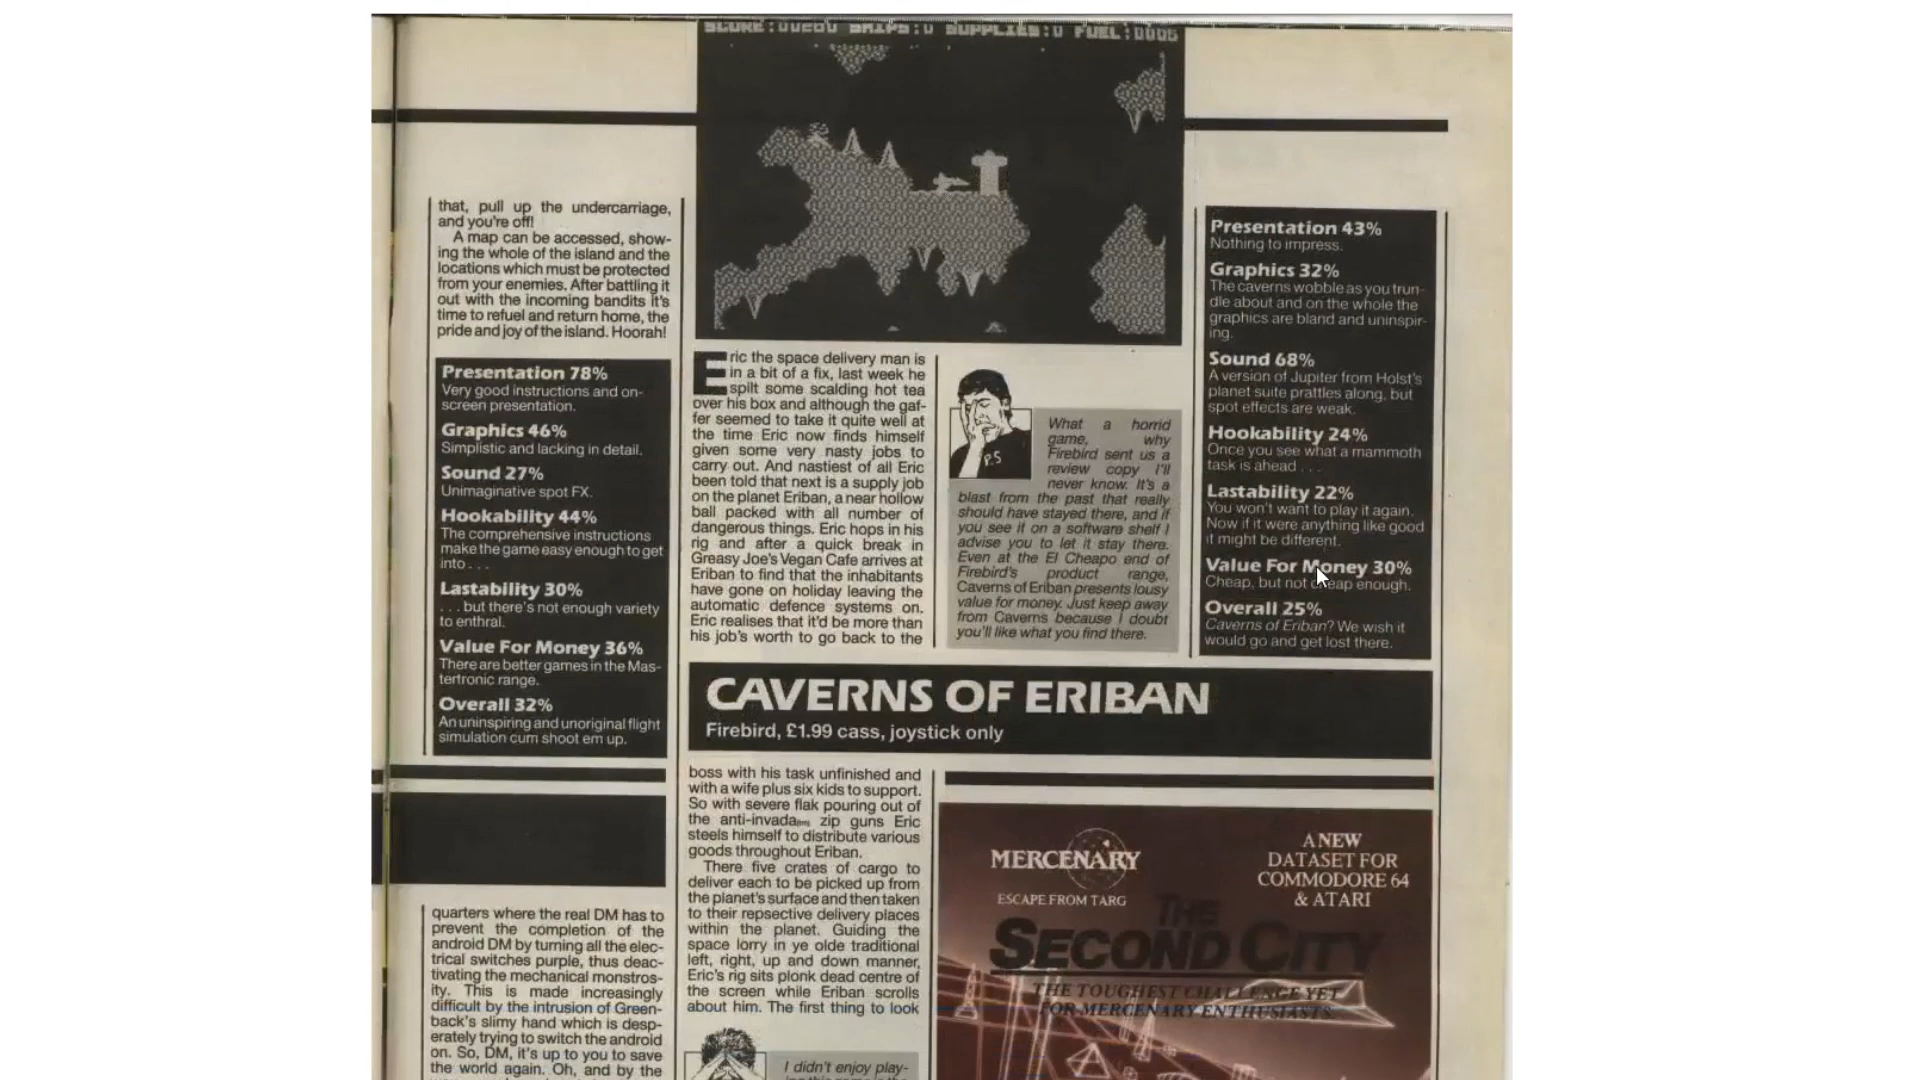 SCORE:00260 SHIPS:0 SUPPLIES:0 FUEL:0005
that, pull up the undercarriage,
and you're off!
A map can be accessed, show-
ing the whole of the island and the
locations which must be protected
from your enemies. After battling it
out with the incoming bandits it's
time to refuel and return home, the
pride and joy of the island. Hoorah!
Presentation 78%
Very good instructions and on-
screen presentation.
Graphics 46%
Simplistic and lacking in detail.
Sound 27%
Unimaginative spot FX.
Hookability 44%
The comprehensive instructions
make the game easy enough to get
into . . .
Lastability 30%
. . . but there's not enough variety
to enthral.
Value For Money 36%
There are better games in the Mas-
tertronic range.
Overall 32%
An uninspiring and unoriginal flight
simulation cum shoot em up.
quarters where the real DM has to
prevent the completion of the
android DM by turning all the elec-
trical switches purple, thus deac-
tivating the mechanical monstros-
ity. This is made increasingly
difficult by the intrusion of Green-
back's slimy hand which is desp-
erately trying to switch the android
on. So, DM, it's up to you to save
the world again. Oh, and by the
Eric the space delivery man is
in a bit of a fix, last week he
spilt some scalding hot tea
over his box and although the gaf-
fer seemed to take it quite well at
the time Eric now finds himself
given some very nasty jobs to
carry out. And nastiest of all Eric
been told that next is a supply job
on the planet Eriban, a near hollow
ball packed with all number of
dangerous things. Eric hops in his
rig and after a quick break in
Greasy Joe's Vegan Cafe arrives at
Eriban to find that the inhabitants
have gone on holiday leaving the
automatic defence systems on.
Eric realises that it'd be more than
his job's worth to go back to the
P.S
What a horrid
game, why
Firebird sent us a
review copy I'll
never know. It's a
blast from the past that really
should have stayed there, and if
you see it on a software shelf I
advise you to let it stay there.
Even at the El Cheapo end of
Firebird's product range,
Caverns of Eriban presents lousy
value for money. Just keep away
from Caverns because I doubt
you'll like what you find there.
Presentation 43%
Nothing to impress.
Graphics 32%
The caverns wobble as you trun-
dle about and on the whole the
graphics are bland and uninspir-
ing.
Sound 68%
A version of Jupiter from Holst's
planet suite prattles along, but
spot effects are weak.
Hookability 24%
Once you see what a mammoth
task is ahead . . .
Lastability 22%
You won't want to play it again.
Now if it were anything like good
it might be different.
Value For Money 30%
Cheap, but not cheap enough.
Overall 25%
Caverns of Eriban? We wish it
would go and get lost there.
CAVERNS OF ERIBAN
Firebird, £1.99 cass, joystick only
boss with his task unfinished and
with a wife plus six kids to support.
So with severe flak pouring out of
the anti-invada zip guns Eric
steels himself to distribute various
goods throughout Eriban.
There five crates of cargo to
deliver each to be picked up from
the planet's surface and then taken
to their repsective delivery places
within the planet. Guiding the
space lorry in ye olde traditional
left, right, up and down manner,
Eric's rig sits plonk dead centre of
the screen while Eriban scrolls
about him. The first thing to look
I didn't enjoy play-
MERCENARY
ESCAPE FROM TARG
A NEW
DATASET FOR
COMMODORE 64
& ATARI
THE
SECOND CITY
THE TOUGHEST CHALLENGE YET
FOR MERCENARY ENTHUSIASTS